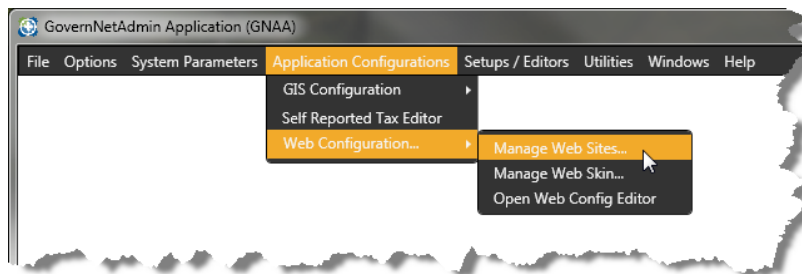 GovernNetAdmin Application (GNAA)
File Options System Parameters Application Configurations Setups / Editors Utilities Windows Help
GIS Configuration
Self Reported Tax Editor
Web Configuration... Manage Web Sites...
Manage Web Skin...
Open Web Config Editor